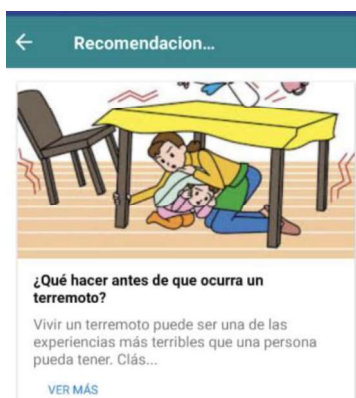 Recomendacion...
¿Qué hacer antes de que ocurra un
terremoto?
Vivir un terremoto puede ser una de las
experiencias más terribles que una persona
pueda tener. Clás...
VER MÁS